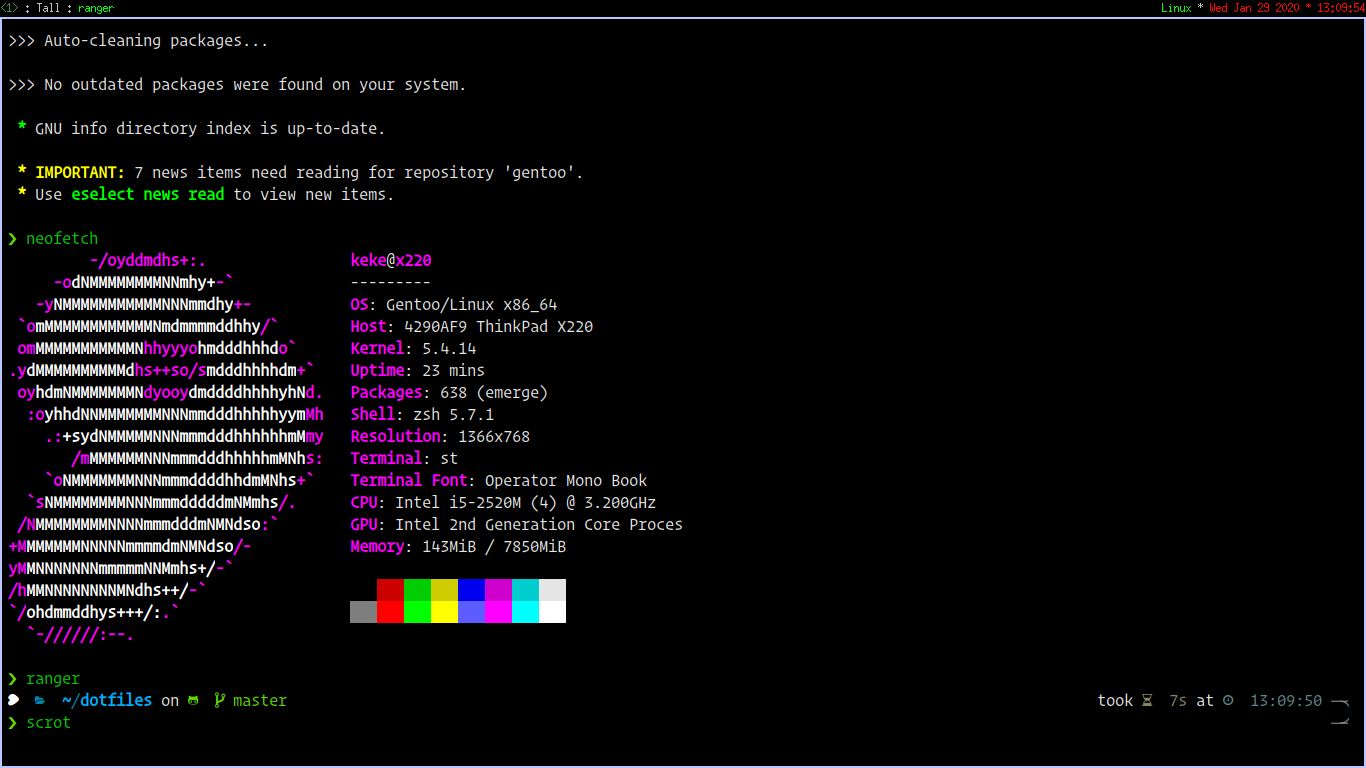 <1> : Tall : ranger Linux * Wed Jan 29 2020 * 13:09:54
>>> Auto-cleaning packages...
>>> No outdated packages were found on your system.
* GNU info directory index is up-to-date.
* IMPORTANT: 7 news items need reading for repository 'gentoo'.
* Use eselect news read to view new items.
❯ neofetch
-/oyddmdhs+:. keke@x220
-odNMMMMMMMMNNmhy+-` ---------
-yNMMMMMMMMMMMNNNmmdhy+- OS: Gentoo/Linux x86_64
`omMMMMMMMMMMMMNmdmmmmddhhy/` Host: 4290AF9 ThinkPad X220
omMMMMMMMMMMMNhhyyyohmdddhhhdo` Kernel: 5.4.14
.ydMMMMMMMMMMdhs++so/smdddhhhhdm+` Uptime: 23 mins
oyhdmNMMMMMMMNdyooydmddddhhhhyhNd. Packages: 638 (emerge)
:oyhhdNNMMMMMMMNNNmmdddhhhhhyymMh Shell: zsh 5.7.1
.:+sydNMMMMMNNNmmmdddhhhhhhmMmy Resolution: 1366x768
/mMMMMMMNNNmmmdddhhhhhmMNhs: Terminal: st
`oNMMMMMMMNNNmmmddddhhdmMNhs+` Terminal Font: Operator Mono Book
`sNMMMMMMMMNNNmmmdddddmNMmhs/. CPU: Intel i5-2520M (4) @ 3.200GHz
/NMMMMMMMMNNNNmmmdddmNMNdso:` GPU: Intel 2nd Generation Core Proces
+MMMMMMMNNNNNmmmmdmNMNdso/- Memory: 143MiB / 7850MiB
yMMNNNNNNNmmmmmNNMmhs+/-`
/hMMNNNNNNNNMNdhs++/-`
`/ohdmmddhys+++/:.`
`-//////:--.
❯ ranger
~/dotfiles on master took 7s at 13:09:50
❯ scrot